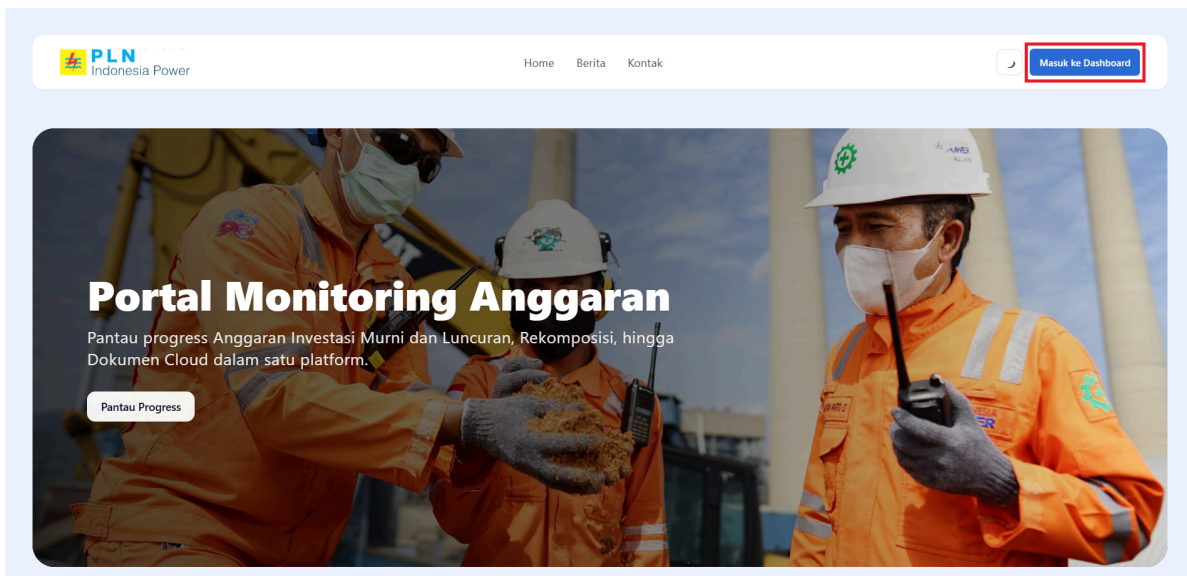 PLN
Indonesia Power
Home Berita Kontak
Masuk ke Dashboard
Portal Monitoring Anggaran
Pantau progress Anggaran Investasi Murni dan Luncuran, Rekomposisi, hingga
Dokumen Cloud dalam satu platform.
Pantau Progress